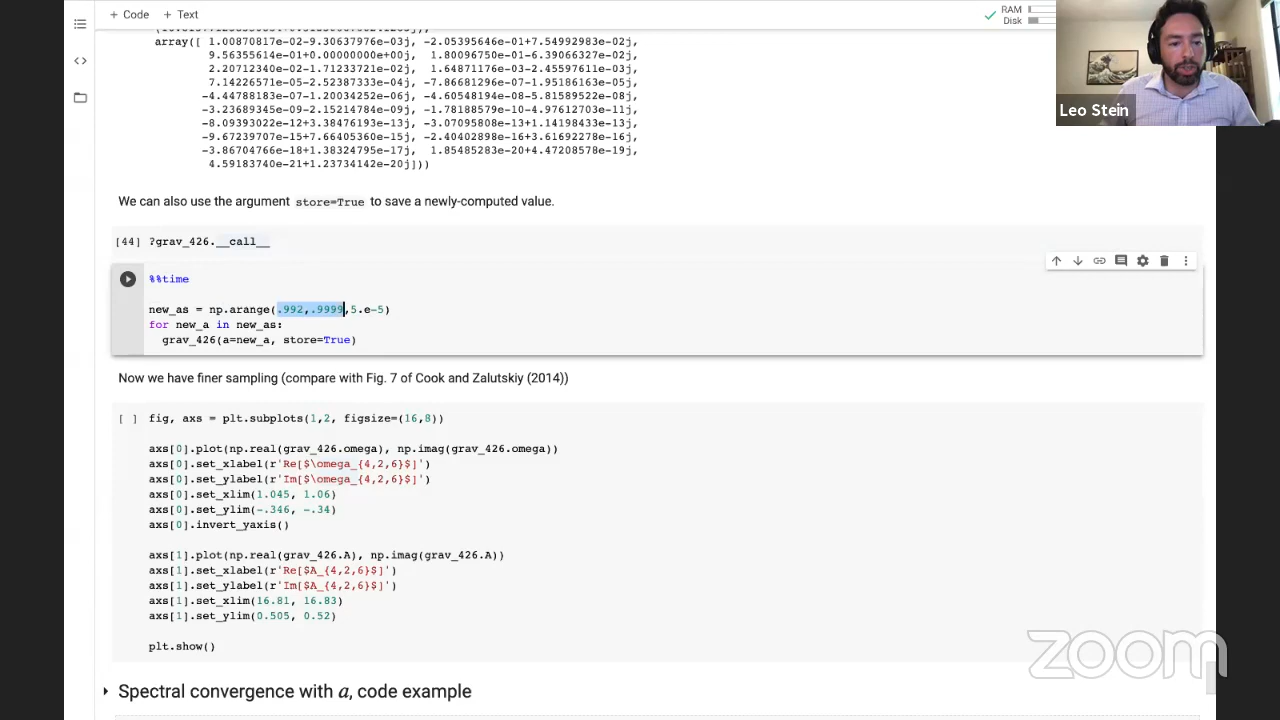 + Code + Text
RAM
Disk
array([ 1.00870817e-02-9.30637976e-03j, -2.05395646e-01+7.54992983e-02j,
9.56355614e-01+0.00000000e+00j, 1.80096750e-01-6.39066327e-02j,
2.20712340e-02-1.71233721e-02j, 1.64871176e-03-2.45597611e-03j,
7.14226571e-05-2.52387333e-04j, -7.86681296e-07-1.95186163e-05j,
-4.44788183e-07-1.20034252e-06j, -4.60548194e-08-5.81589522e-08j,
-3.23689345e-09-2.15214784e-09j, -1.78188579e-10-4.97612703e-11j,
-8.09393022e-12+3.38476193e-13j, -3.07095808e-13+1.14198433e-13j,
-9.67239707e-15+7.66405360e-15j, -2.40402898e-16+3.61692278e-16j,
-3.86704766e-18+1.38324795e-17j, 1.85485283e-20+4.47208578e-19j,
4.59183740e-21+1.23734142e-20j]))
Leo Stein
We can also use the argument store=True to save a newly-computed value.
[44] ?grav_426.__call__
%%time
new_as = np.arange(.992,.9999,5.e-5)
for new_a in new_as:
grav_426(a=new_a, store=True)
Now we have finer sampling (compare with Fig. 7 of Cook and Zalutskiy (2014))
[ ] fig, axs = plt.subplots(1,2, figsize=(16,8))
axs[0].plot(np.real(grav_426.omega), np.imag(grav_426.omega))
axs[0].set_xlabel(r'Re[$\omega_{4,2,6}$]')
axs[0].set_ylabel(r'Im[$\omega_{4,2,6}$]')
axs[0].set_xlim(1.045, 1.06)
axs[0].set_ylim(-.346, -.34)
axs[0].invert_yaxis()
axs[1].plot(np.real(grav_426.A), np.imag(grav_426.A))
axs[1].set_xlabel(r'Re[$A_{4,2,6}$]')
axs[1].set_ylabel(r'Im[$A_{4,2,6}$]')
axs[1].set_xlim(16.81, 16.83)
axs[1].set_ylim(0.505, 0.52)
plt.show()
zoom
Spectral convergence with a, code example